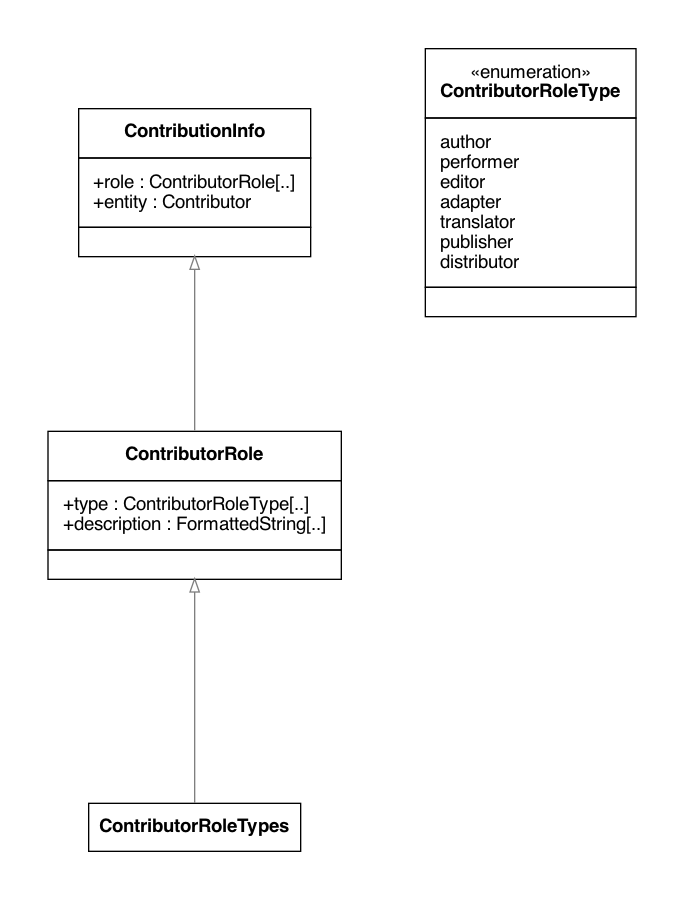 ContributionInfo
+role : ContributorRole[..]
+entity : Contributor
«enumeration»
ContributorRoleType
author
performer
editor
adapter
translator
publisher
distributor
ContributorRole
+type : ContributorRoleType[..]
+description : FormattedString[..]
ContributorRoleTypes